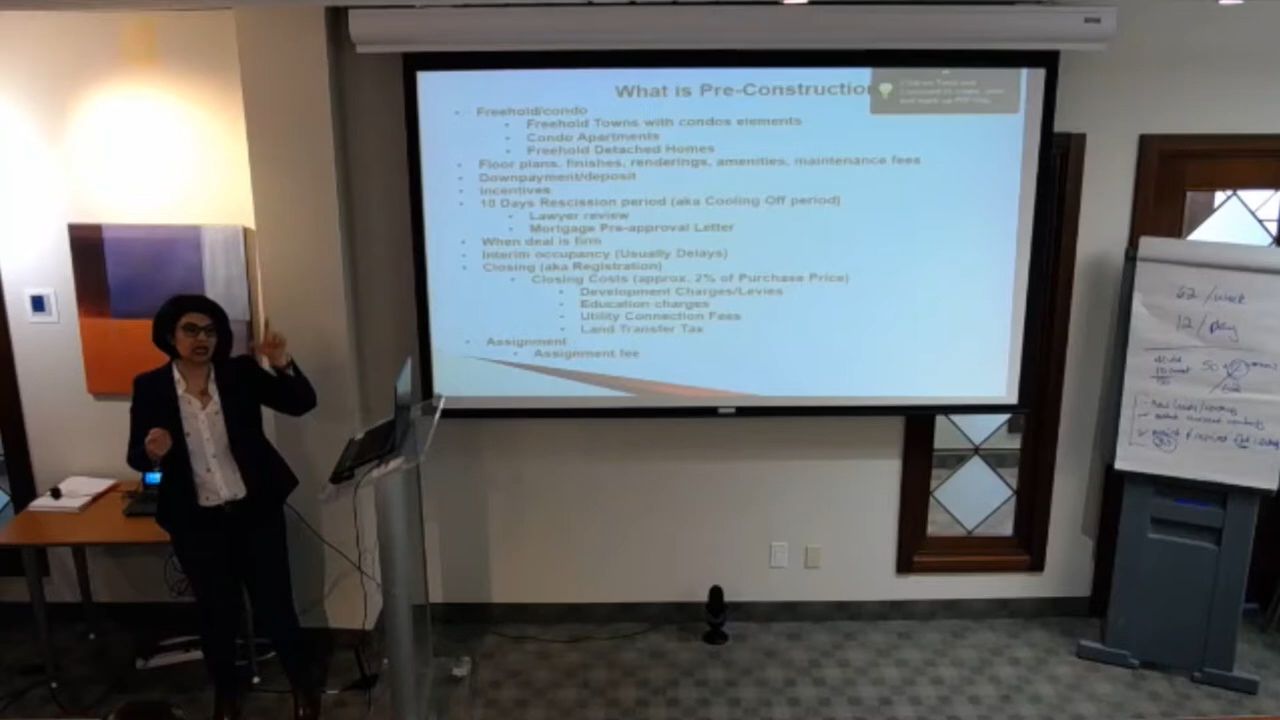 What is Pre-Construction
Freehold/condo
Freehold Towns with condos elements
Condo Apartments
Freehold Detached Homes
Floor plans, finishes, renderings, amenities, maintenance fees
Downpayment/deposit
Incentives
10 Days Rescission period (aka Cooling Off period)
Lawyer review
Mortgage Pre-approval Letter
When deal is firm
Interim occupancy (Usually Delays)
Closing (aka Registration)
Closing Costs (approx. 2% of Purchase Price)
Development Charges/Levies
Education charges
Utility Connection Fees
Land Transfer Tax
Assignment
Assignment fee
62 /week
12 / day
50